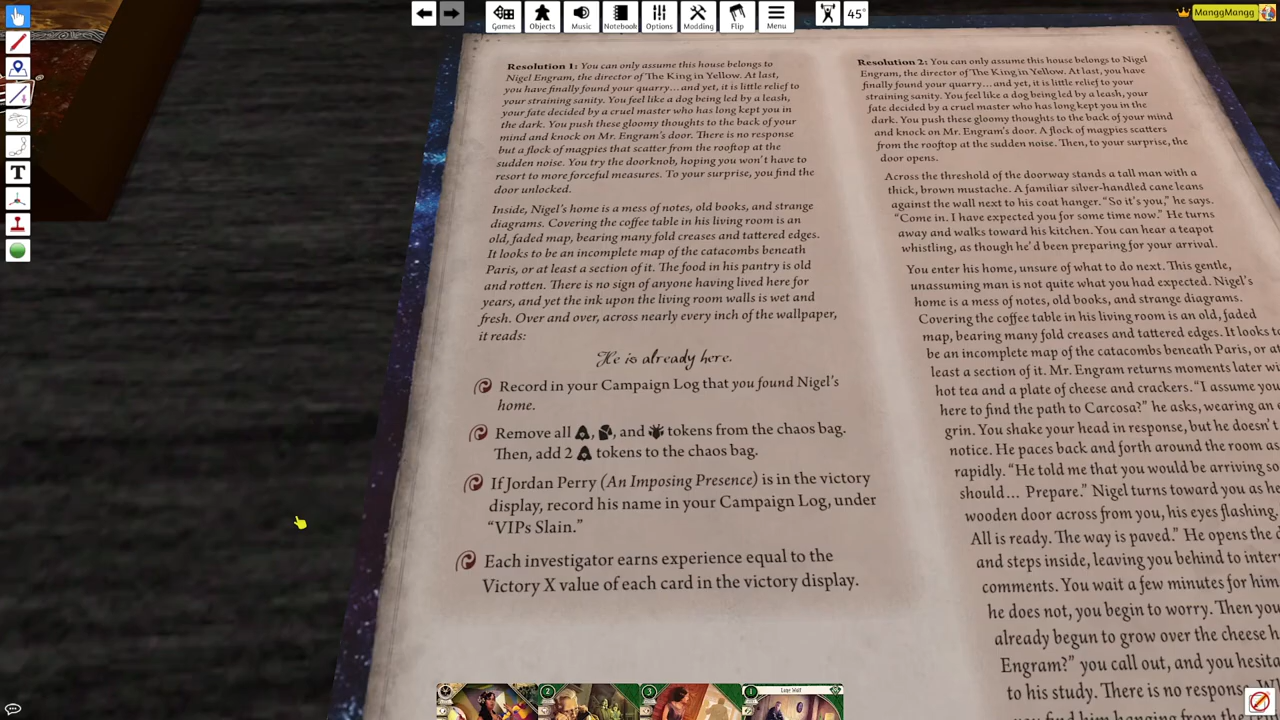 Games
Objects
Music
Notebook
Options
Modding
Flip
Menu
45°
ManggMangg
T
Resolution 1: You can only assume this house belongs to
Nigel Engram, the director of The King in Yellow. At last,
you have finally found your quarry…and yet, it is little relief to
your straining sanity. You feel like a dog being led by a leash,
your fate decided by a cruel master who has long kept you in
the dark. You push these gloomy thoughts to the back of your
mind and knock on Mr. Engram's door. There is no response
but a flock of magpies that scatter from the rooftop at the
sudden noise. You try the doorknob, hoping you won't have to
resort to more forceful measures. To your surprise, you find the
door unlocked.
Inside, Nigel's home is a mess of notes, old books, and strange
diagrams. Covering the coffee table in his living room is an
old, faded map, bearing many fold creases and tattered edges.
It looks to be an incomplete map of the catacombs beneath
Paris, or at least a section of it. The food in his pantry is old
and rotten. There is no sign of anyone having lived here for
years, and yet the ink upon the living room walls is wet and
fresh. Over and over, across nearly every inch of the wallpaper,
it reads:
He is already here.
Record in your Campaign Log that you found Nigel's
home.
Remove all , , and tokens from the chaos bag.
Then, add 2 tokens to the chaos bag.
If Jordan Perry (An Imposing Presence) is in the victory
display, record his name in your Campaign Log, under
“VIPs Slain.”
Each investigator earns experience equal to the
Victory X value of each card in the victory display.
Resolution 2: You can only assume this house belongs to Nigel
Engram, the director of The King in Yellow. At last, you have
finally found your quarry…and yet, it is little relief to your
straining sanity. You feel like a dog being led by a leash, your
fate decided by a cruel master who has long kept you in the
dark. You push these gloomy thoughts to the back of your mind
and knock on Mr. Engram's door. A flock of magpies scatters
from the rooftop at the sudden noise. Then, to your surprise, the
door opens.
Across the threshold of the doorway stands a tall man with a
thick, brown mustache. A familiar silver-handled cane leans
against the wall next to his coat hanger. “So it's you,” he says.
“Come in. I have expected you for some time now.” He turns
away and walks toward his kitchen. You can hear a teapot
whistling, as though he'd been preparing for your arrival.
You enter his home, unsure of what to do next. This gentle,
unassuming man is not quite what you had expected. Nigel's
home is a mess of notes, old books, and strange diagrams.
Covering the coffee table in his living room is an old, faded
map, bearing many fold creases and tattered edges. It looks to
be an incomplete map of the catacombs beneath Paris, or at
least a section of it. Mr. Engram returns moments later wi
hot tea and a plate of cheese and crackers. “I assume you
here to find the path to Carcosa?” he asks, wearing an
grin. You shake your head in response, but he doesn't
notice. He paces back and forth around the room as
rapidly. “He told me that you would be arriving so
should… Prepare.” Nigel turns toward you as he
wooden door across from you, his eyes flashing,
All is ready. The way is paved.” He opens the
and steps inside, leaving you behind to inter
comments. You wait a few minutes for him
he does not, you begin to worry. Then you
already begun to grow over the cheese
Engram?” you call out, and you hesita
to his study. There is no respons
2
3
1
Lone Wolf